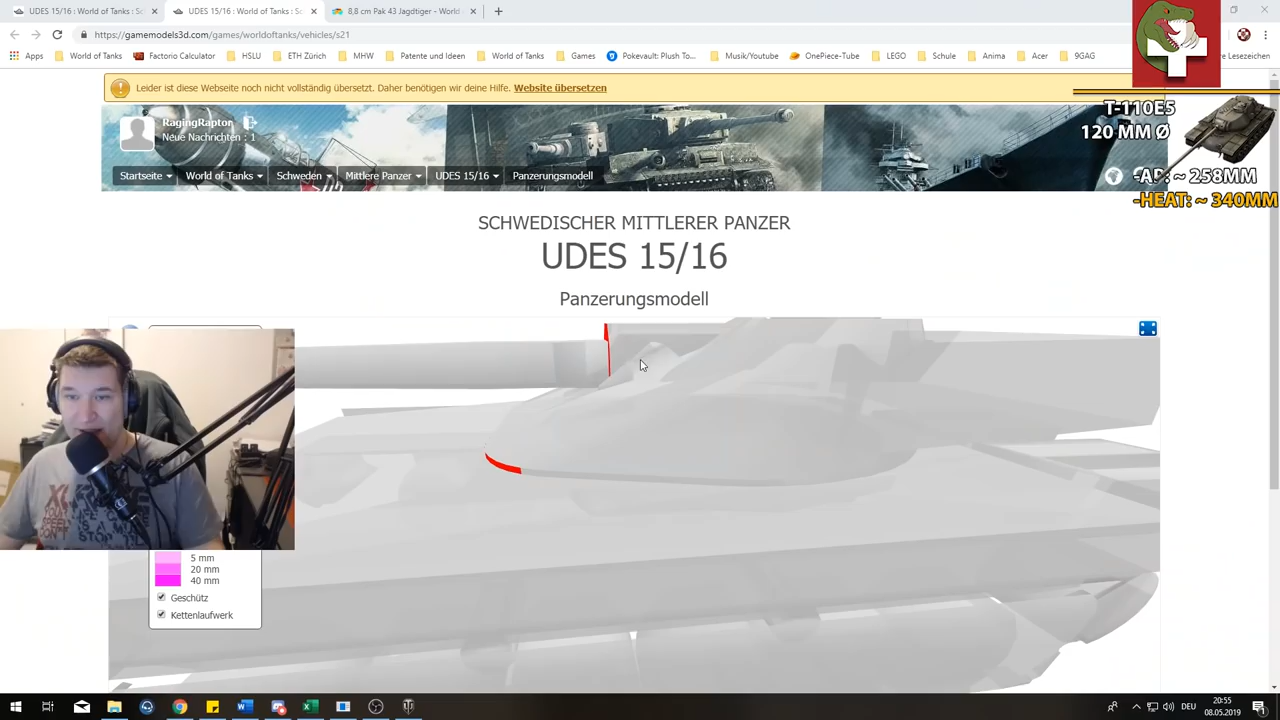 UDES 15/16 : World of Tanks : Sc
UDES 15/16 : World of Tanks : Sc
8,8 cm Pak 43 Jagdtiger - World
https://gamemodels3d.com/games/worldoftanks/vehicles/s21
Apps World of Tanks Factorio Calculator HSLU ETH Zürich MHW Patente und Ideen World of Tanks Games Pokevault: Plush To... Musik/Youtube OnePiece-Tube LEGO Schule Anima Acer 9GAG re Lesezeichen
Leider ist diese Webseite noch nicht vollständig übersetzt. Daher benötigen wir deine Hilfe. Website übersetzen
RagingRaptor
Neue Nachrichten : 1
Startseite World of Tanks Schweden Mittlere Panzer UDES 15/16 Panzerungsmodell
T-110E5
120 MM Ø
-AP: ~ 258MM
-HEAT: ~ 340MM
SCHWEDISCHER MITTLERER PANZER
UDES 15/16
Panzerungsmodell
5 mm
20 mm
40 mm
Geschütz
Kettenlaufwerk
DEU
20:55
08.05.2019